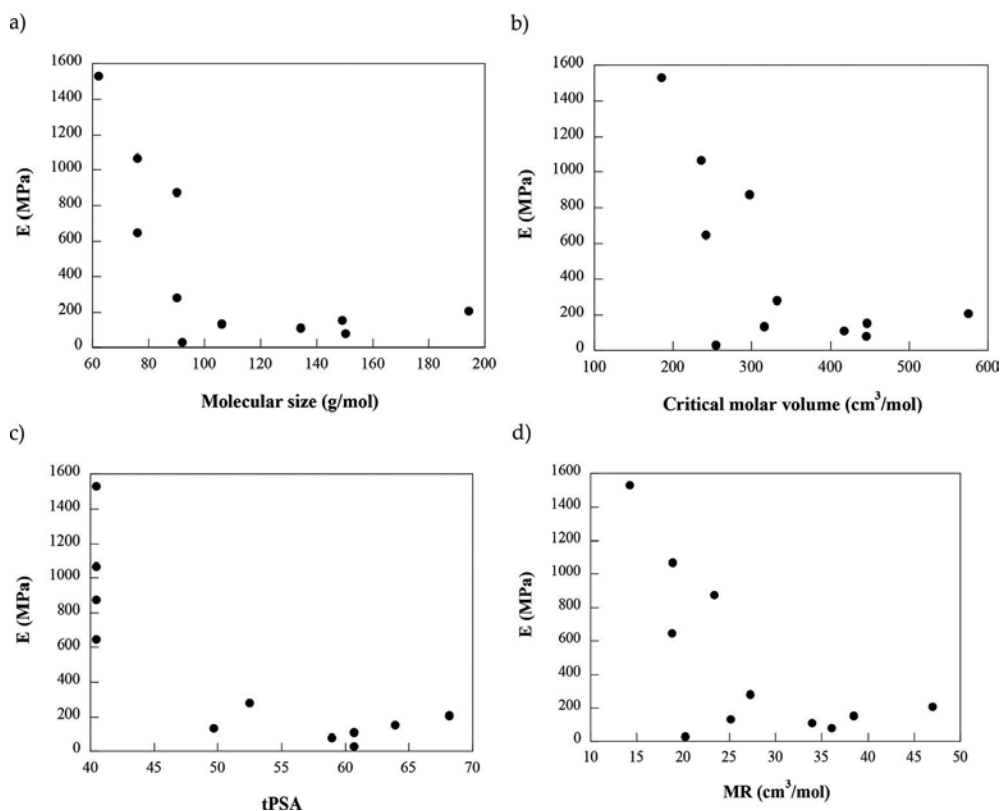 a)
1600
1400
1200
1000
800
600
400
200
0
E (MPa)
60 80 100 120 140 160 180 200
Molecular size (g/mol)
b)
1600
1400
1200
1000
800
600
400
200
0
E (MPa)
100 200 300 400 500 600
Critical molar volume (cm³/mol)
c)
1600
1400
1200
1000
800
600
400
200
0
E (MPa)
40 45 50 55 60 65 70
tPSA
d)
1600
1400
1200
1000
800
600
400
200
0
E (MPa)
10 15 20 25 30 35 40 45 50
MR (cm³/mol)